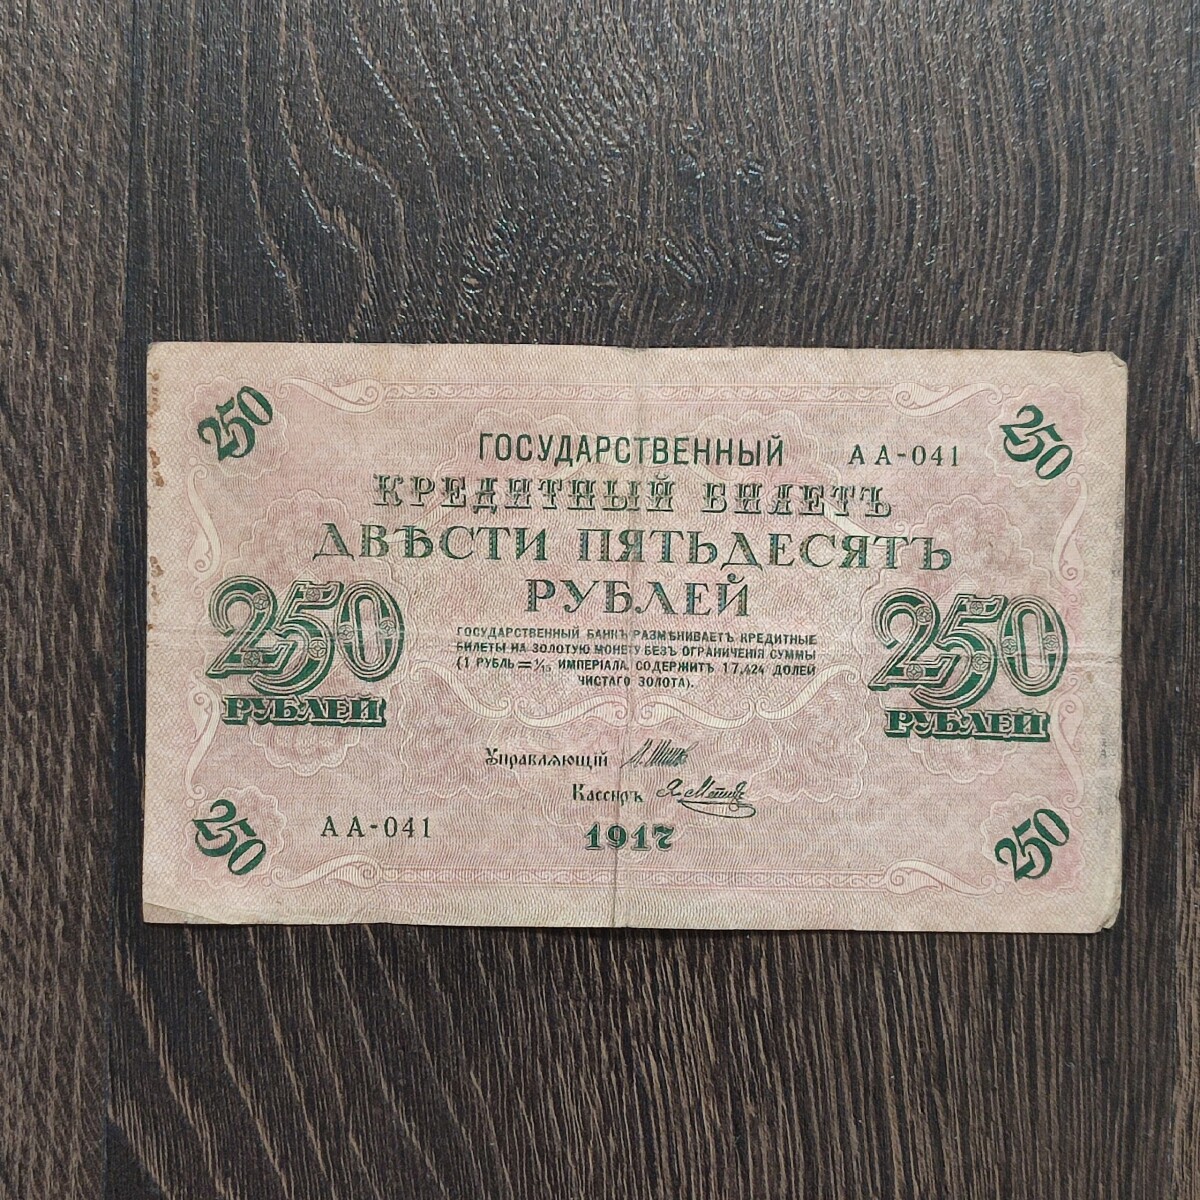 250
250
ГОСУДАРСТВЕННЫЙ АА-041
КРЕДИТНЫЙ БИЛЕТЪ
ДВѢСТИ ПЯТЬДЕСЯТЪ
РУБЛЕЙ
250
РУБЛЕЙ
ГОСУДАРСТВЕННЫЙ БАНКЪ РАЗМѢНИВАЕТЪ КРЕДИТНЫЕ
БИЛЕТЫ НА ЗОЛОТУЮ МОНЕТУ БЕЗЪ ОГРАНИЧЕНІЯ СУММЫ
(1 РУБЛЬ = 1/15 ИМПЕРІАЛА, СОДЕРЖИТЪ 17,424 ДОЛЕЙ
ЧИСТАГО ЗОЛОТА).
250
РУБЛЕЙ
Управляющій
Кассиръ
250
АА-041
1917
250